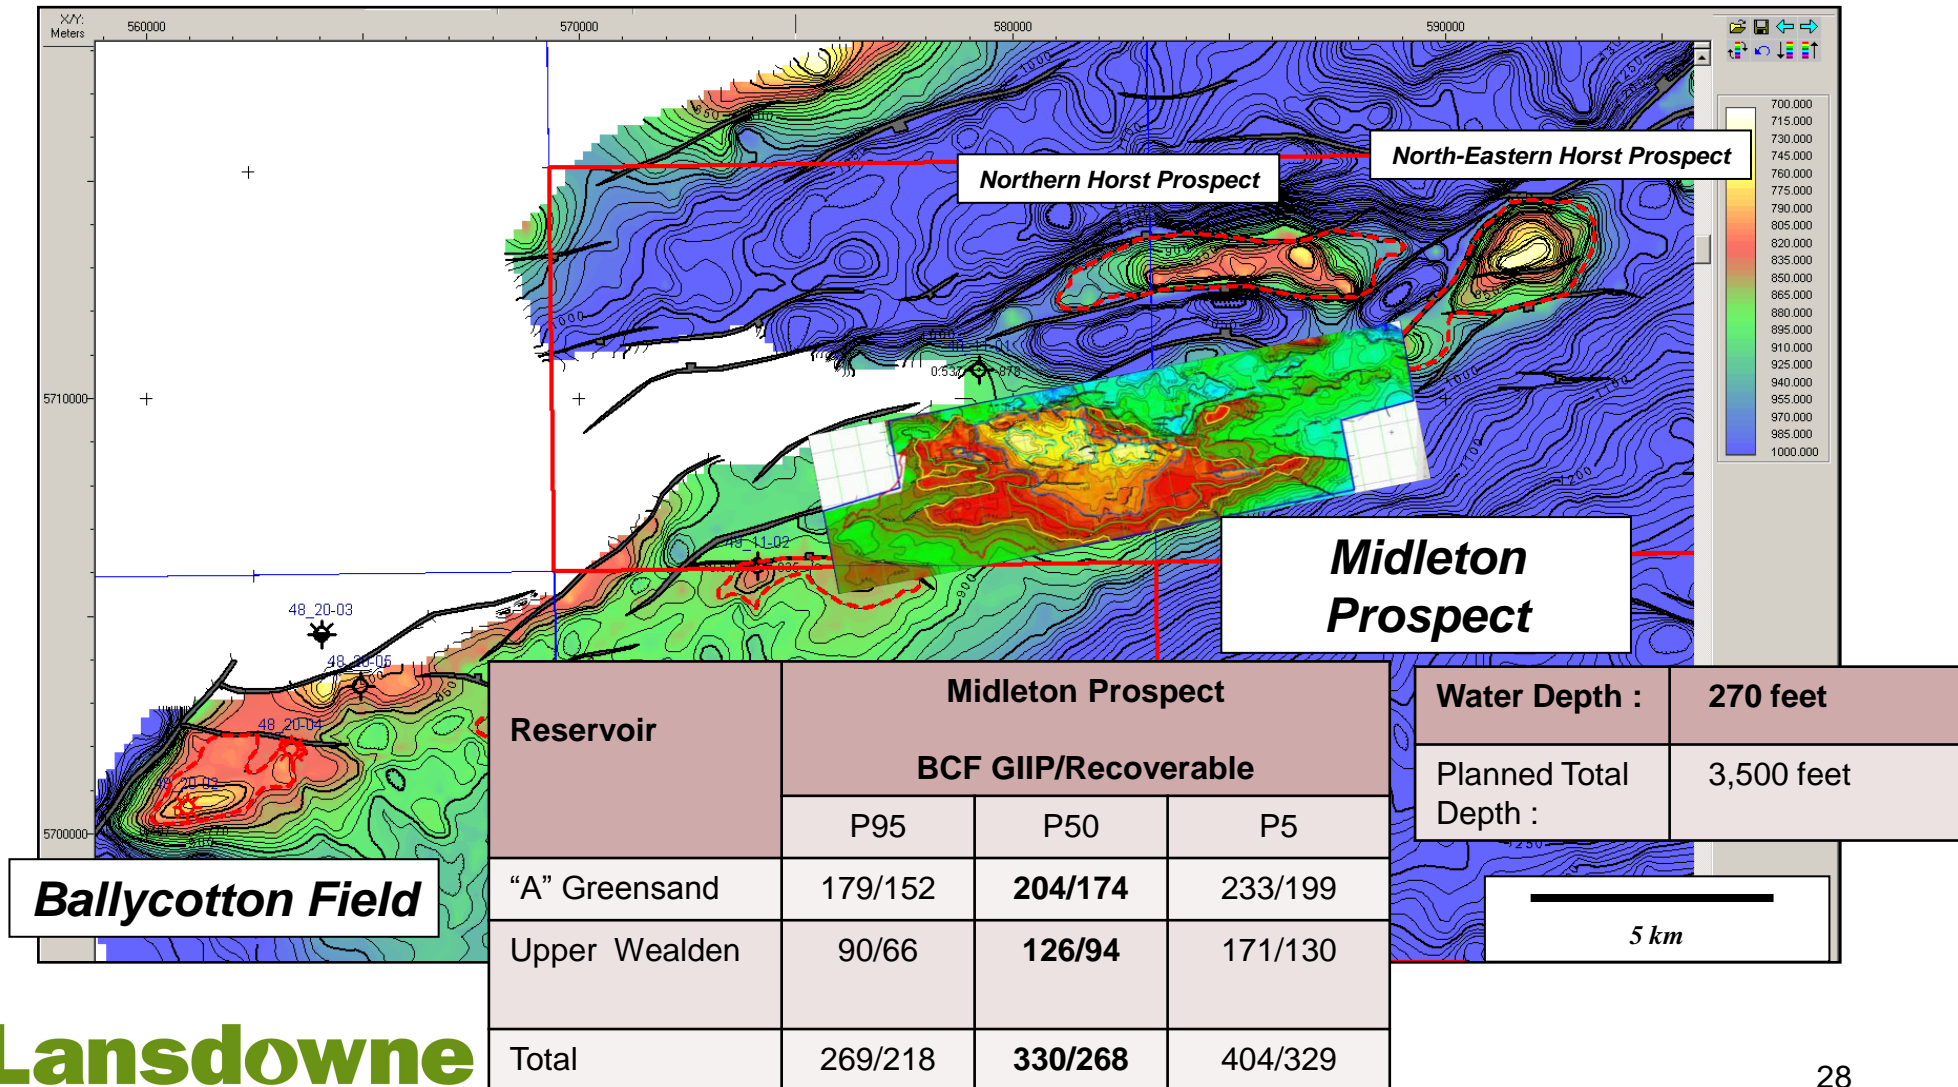 X/Y:
Meters
560000
570000
580000
590000
700.000
715.000
730.000
745.000
760.000
775.000
790.000
805.000
820.000
835.000
850.000
865.000
880.000
895.000
910.000
925.000
940.000
955.000
970.000
985.000
1000.000
North-Eastern Horst Prospect
Northern Horst Prospect
5710000
49_11-02
48_20-03
48_20-05
48_20-04
5700000
Midleton
Prospect
Ballycotton Field
Reservoir
Midleton Prospect
BCF GIIP/Recoverable
P95 P50 P5
“A” Greensand 179/152 204/174 233/199
Upper Wealden 90/66 126/94 171/130
Total 269/218 330/268 404/329
Water Depth : 270 feet
Planned Total 3,500 feet
Depth :
5 km
Lansdowne
28